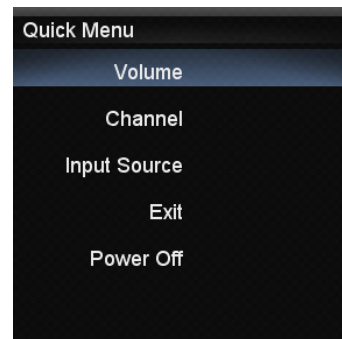 Quick Menu
Volume
Channel
Input Source
Exit
Power Off